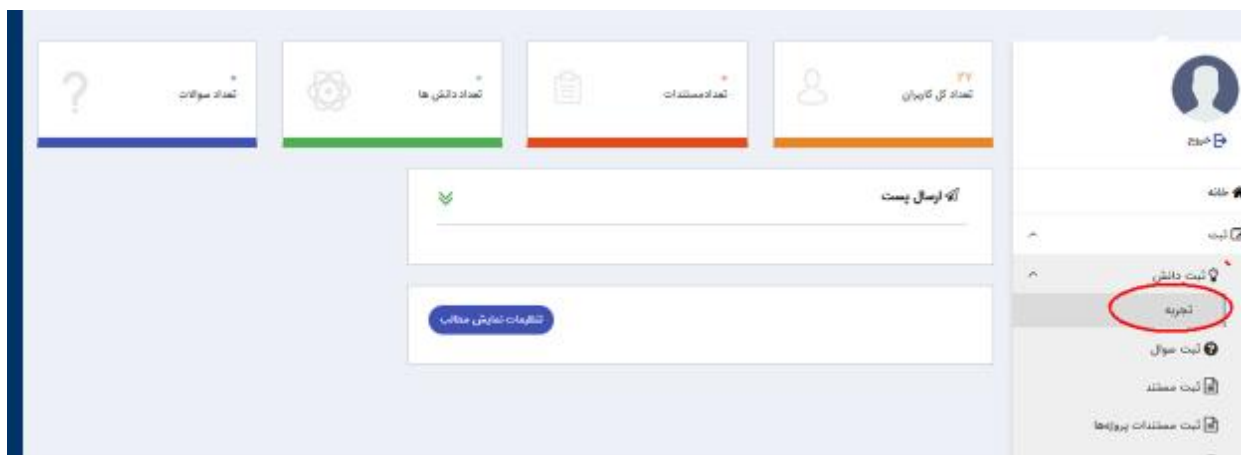 ۲۷
تعداد کل کاربران
۰
تعداد مستندات
۰
تعداد دانش ها
۰
تعداد سوالات
خروج
خانه
ثبت
ثبت دانش
تجربه
ثبت سوال
ثبت مستند
ثبت مستندات پروژه‌ها
ارسال پست
تنظیمات نمایش مطالب